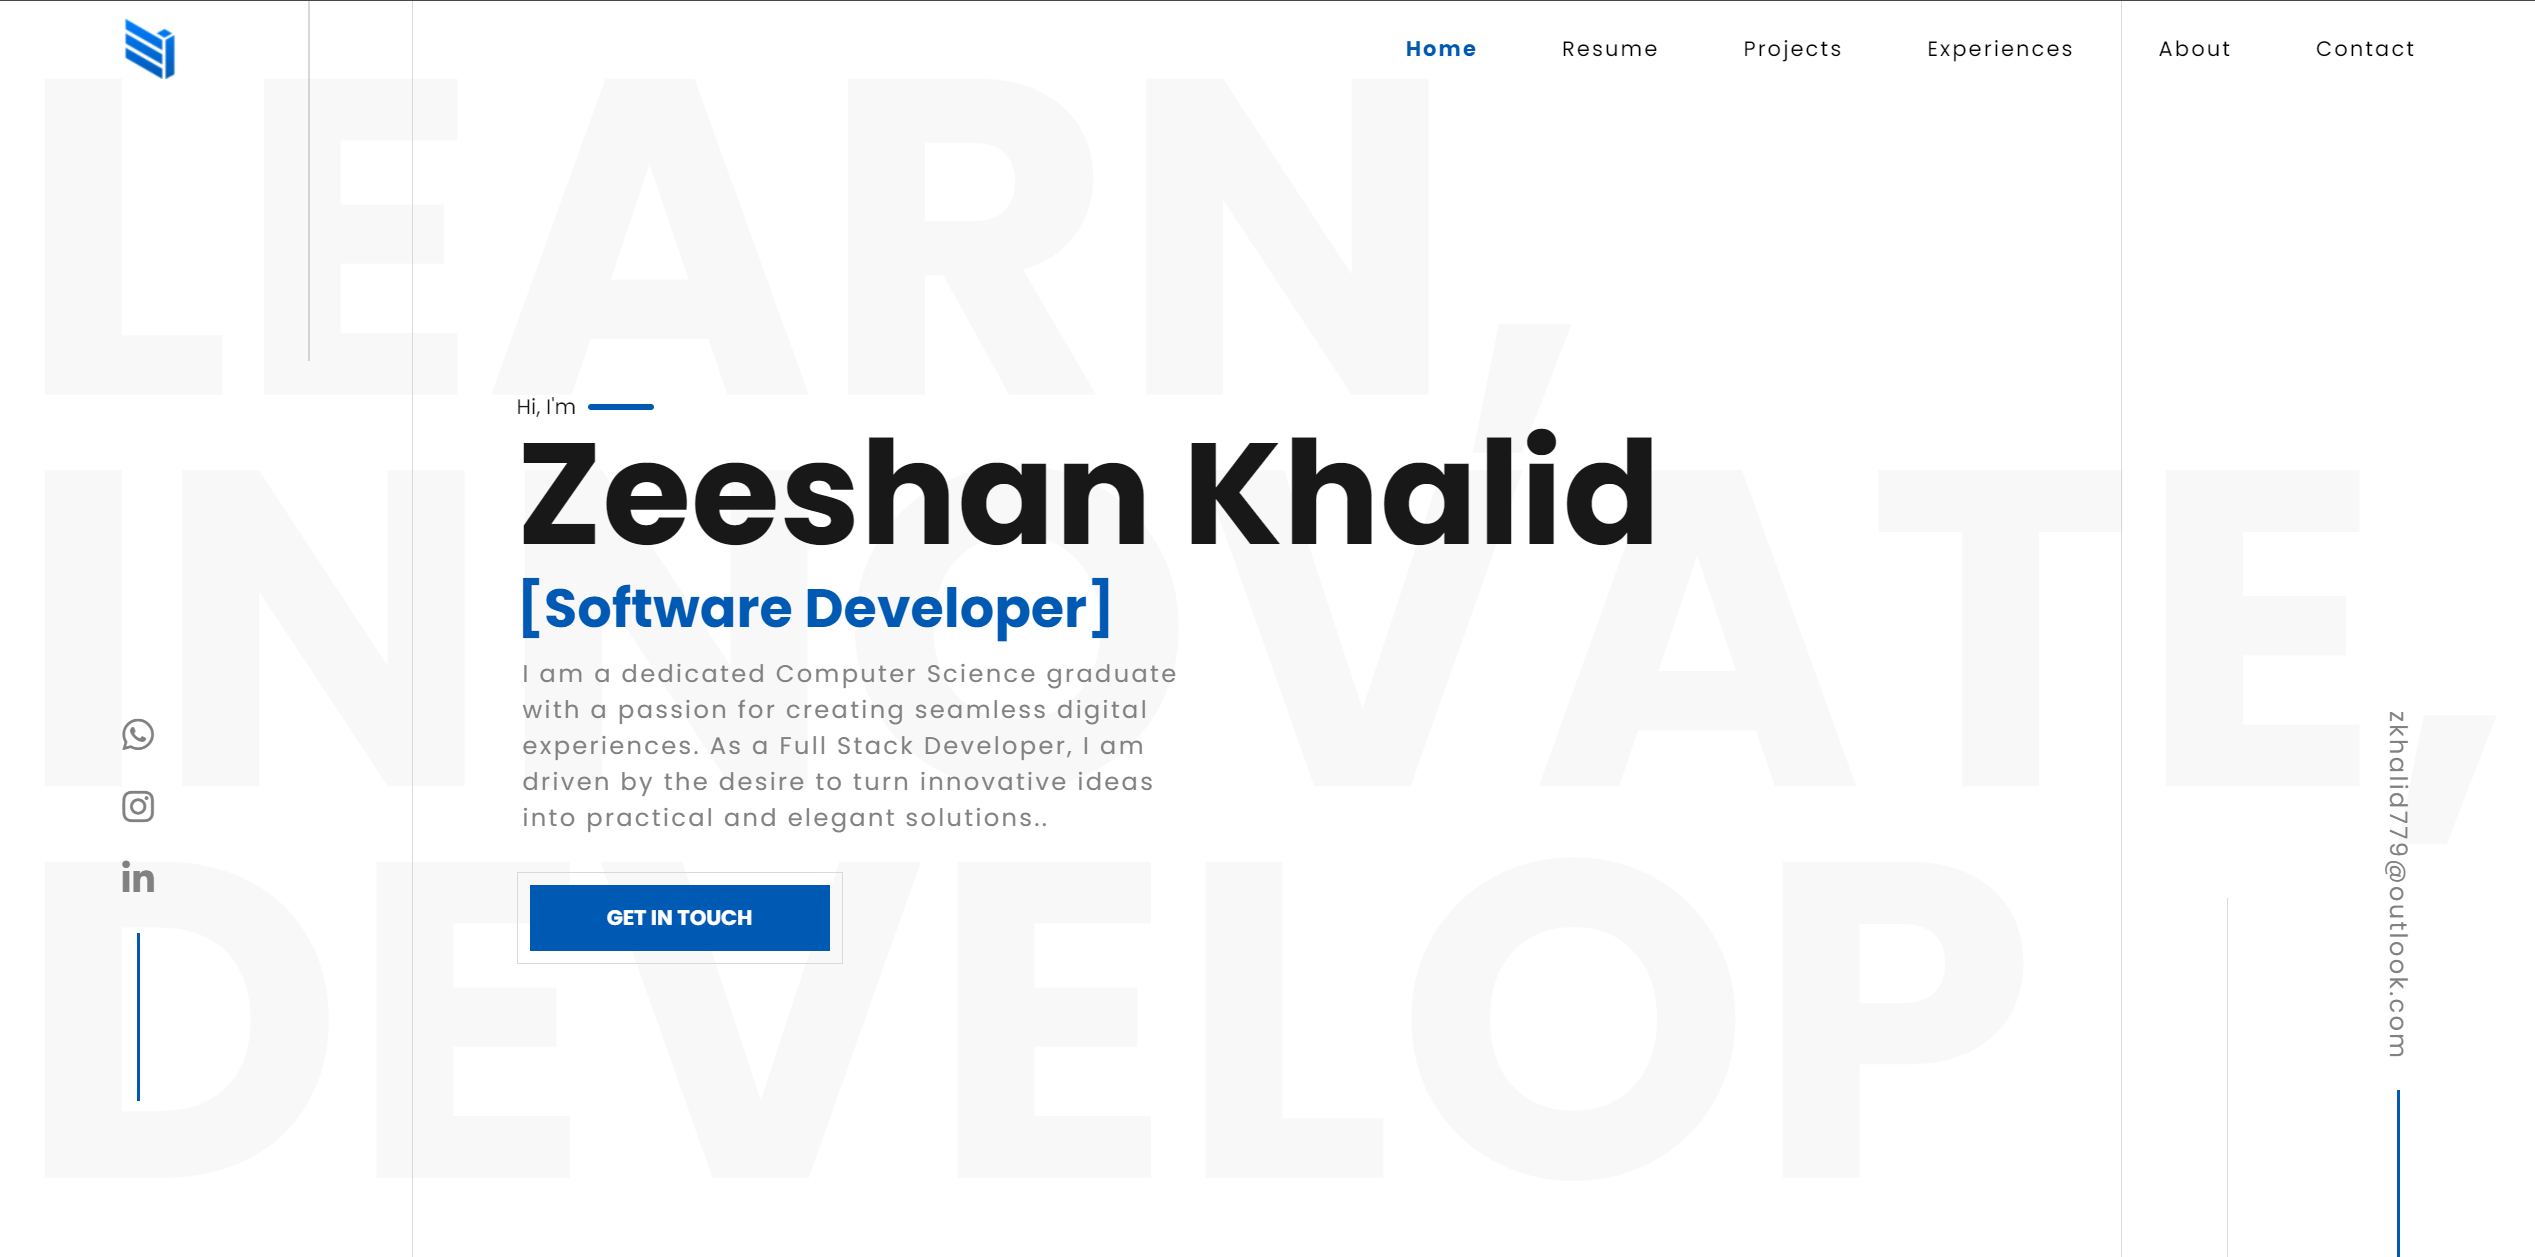 Home
Resume
Projects
Experiences
About
Contact
LEARN,
INNOVATE,
DEVELOP
Hi, I'm
Zeeshan Khalid
[Software Developer]
I am a dedicated Computer Science graduate
with a passion for creating seamless digital
experiences. As a Full Stack Developer, I am
driven by the desire to turn innovative ideas
into practical and elegant solutions..
GET IN TOUCH
zkhalid779@outlook.com